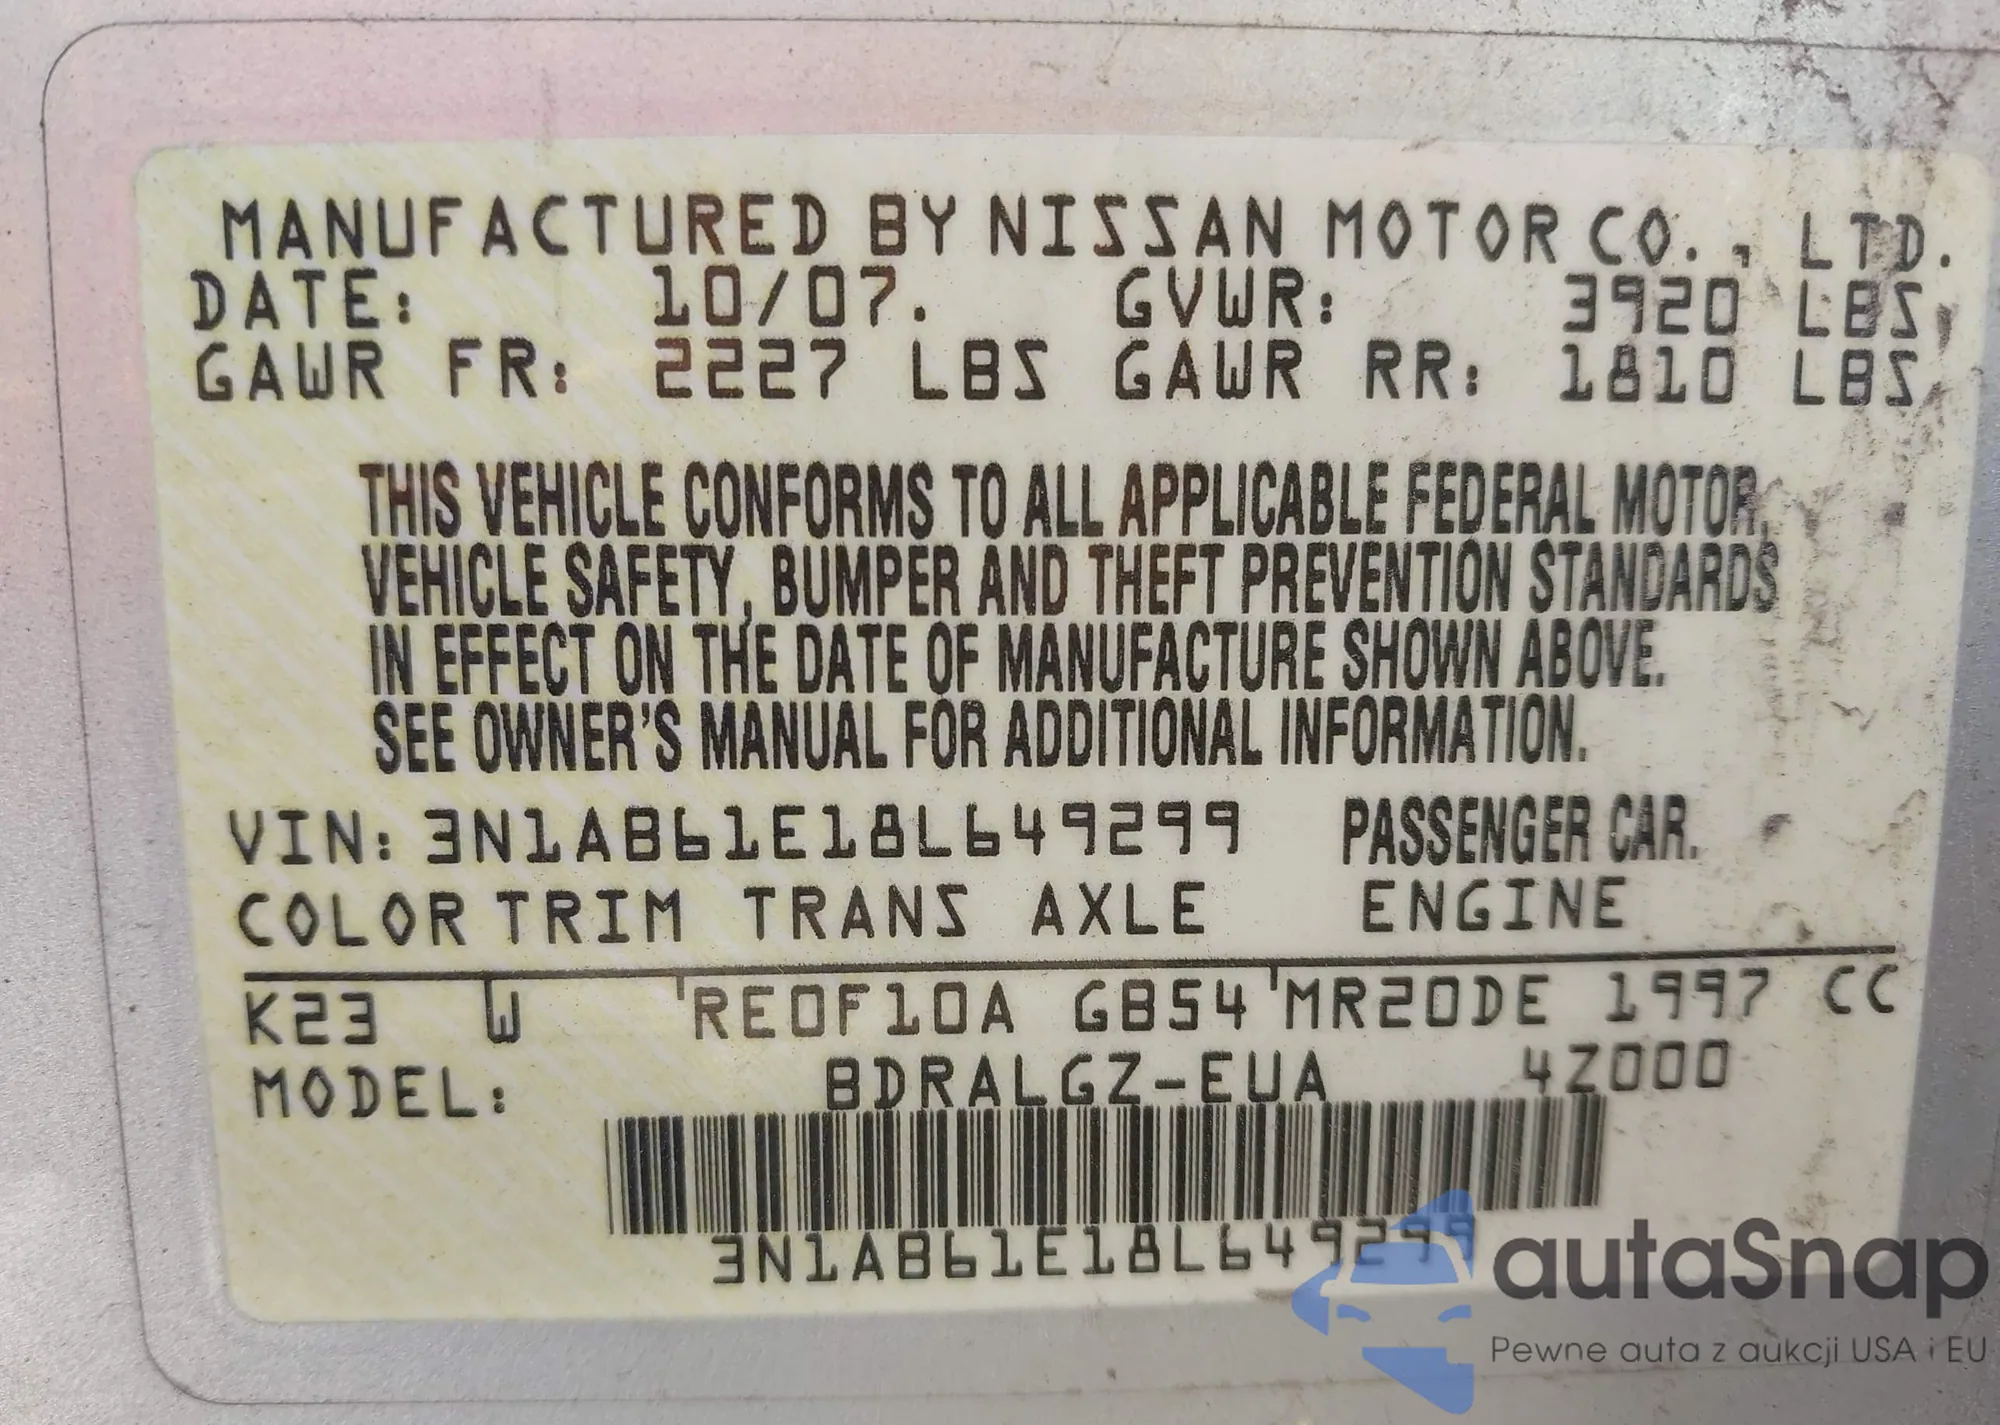 MANUFACTURED BY NISSAN MOTOR CO., LTD.
DATE: 10/07. GVWR: 3920 LBS
GAWR FR: 2227 LBS GAWR RR: 1810 LBS
THIS VEHICLE CONFORMS TO ALL APPLICABLE FEDERAL MOTOR
VEHICLE SAFETY, BUMPER AND THEFT PREVENTION STANDARDS
IN EFFECT ON THE DATE OF MANUFACTURE SHOWN ABOVE.
SEE OWNER'S MANUAL FOR ADDITIONAL INFORMATION.
VIN: 3N1AB61E18L649299 PASSENGER CAR.
COLOR TRIM TRANS AXLE ENGINE
K23 W RE0F10A GB54 MR20DE 1997 CC
MODEL: BDRALGZ-EUA 4Z000
3N1AB61E18L649299
autaSnap
Pewne auta z aukcji USA i EU